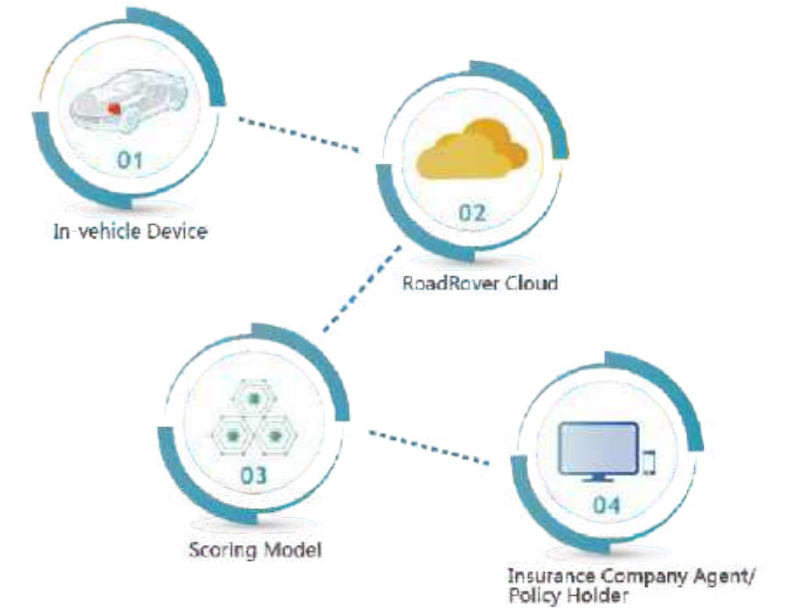 01
In-vehicle Device
02
RoadRover Cloud
03
Scoring Model
04
Insurance Company Agent/
Policy Holder